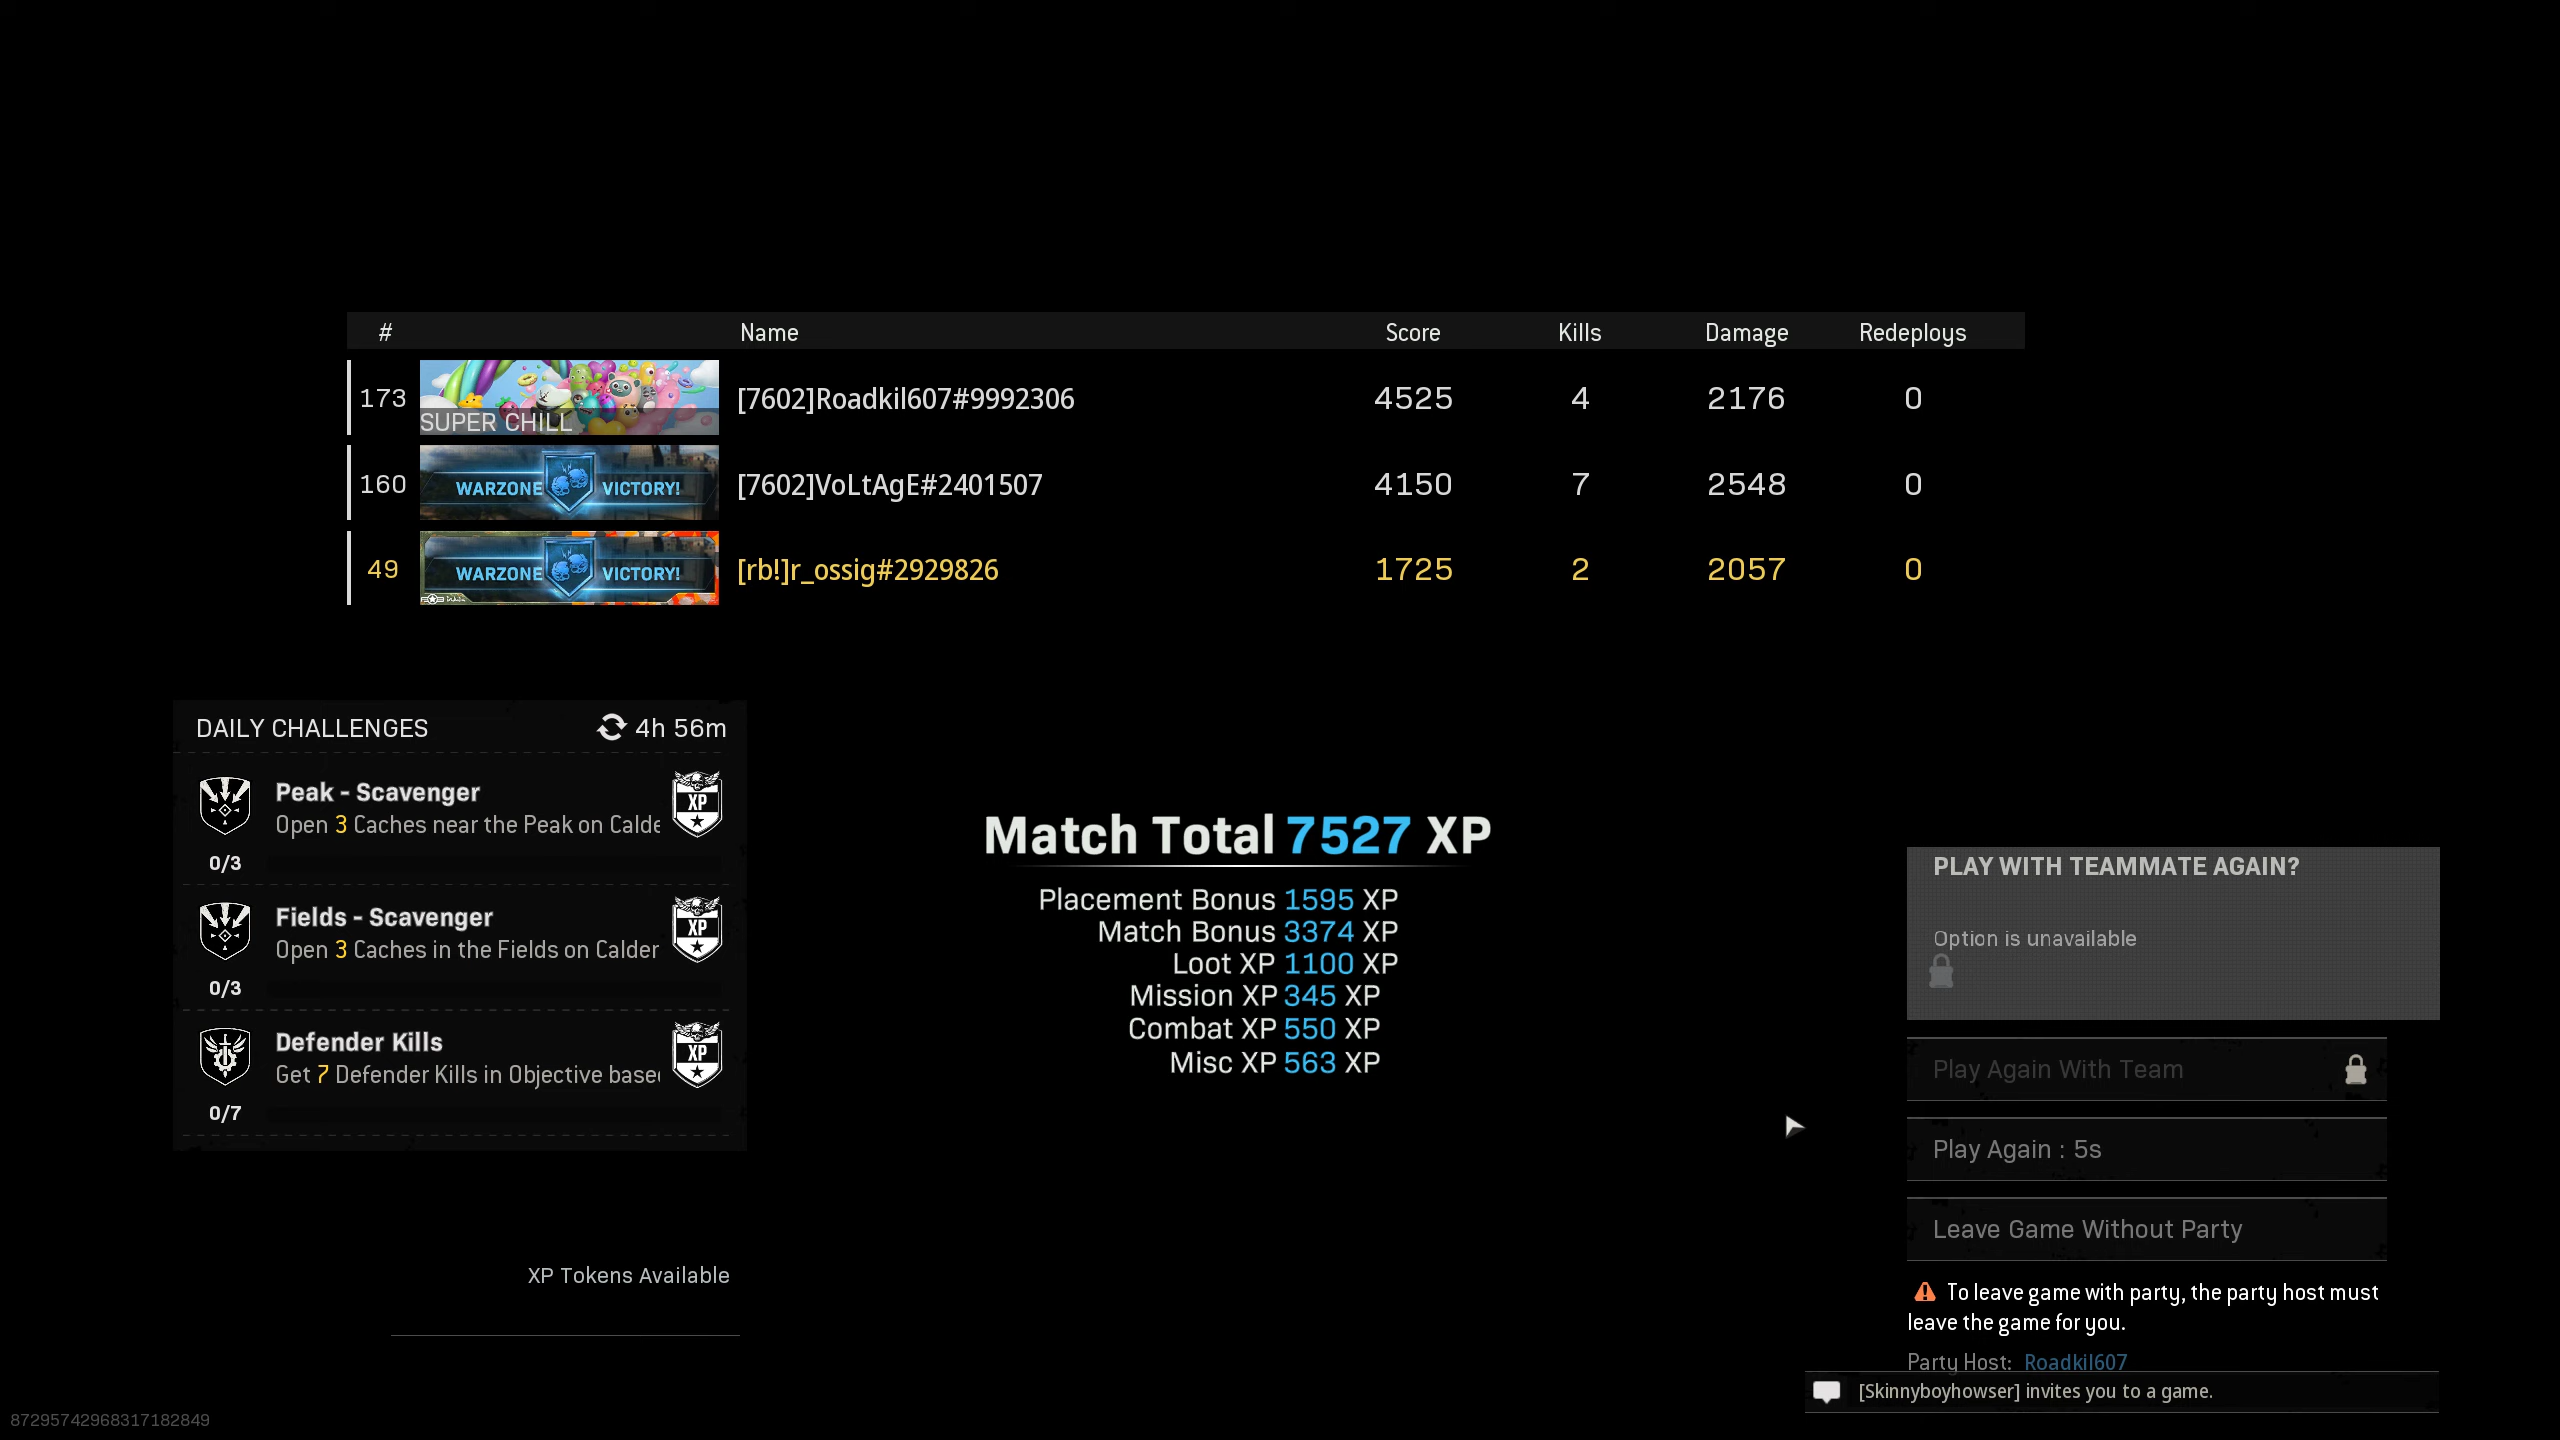 # Name Score Kills Damage Redeploys
173 SUPER CHILL [7602]Roadkil607#9992306 4525 4 2176 0
160 WARZONE VICTORY! [7602]VoLtAgE#2401507 4150 7 2548 0
49 WARZONE VICTORY! [rb!]r_ossig#2929826 1725 2 2057 0
DAILY CHALLENGES 4h 56m
Peak - Scavenger
Open 3 Caches near the Peak on Calde
XP
0/3
Fields - Scavenger
Open 3 Caches in the Fields on Calder
XP
0/3
Defender Kills
Get 7 Defender Kills in Objective base
XP
0/7
XP Tokens Available
Match Total 7527 XP
Placement Bonus 1595 XP
Match Bonus 3374 XP
Loot XP 1100 XP
Mission XP 345 XP
Combat XP 550 XP
Misc XP 563 XP
PLAY WITH TEAMMATE AGAIN?
Option is unavailable
Play Again With Team
Play Again : 5s
Leave Game Without Party
To leave game with party, the party host must
leave the game for you.
Party Host: Roadkil607
[Skinnyboyhowser] invites you to a game.
87295742968317182849